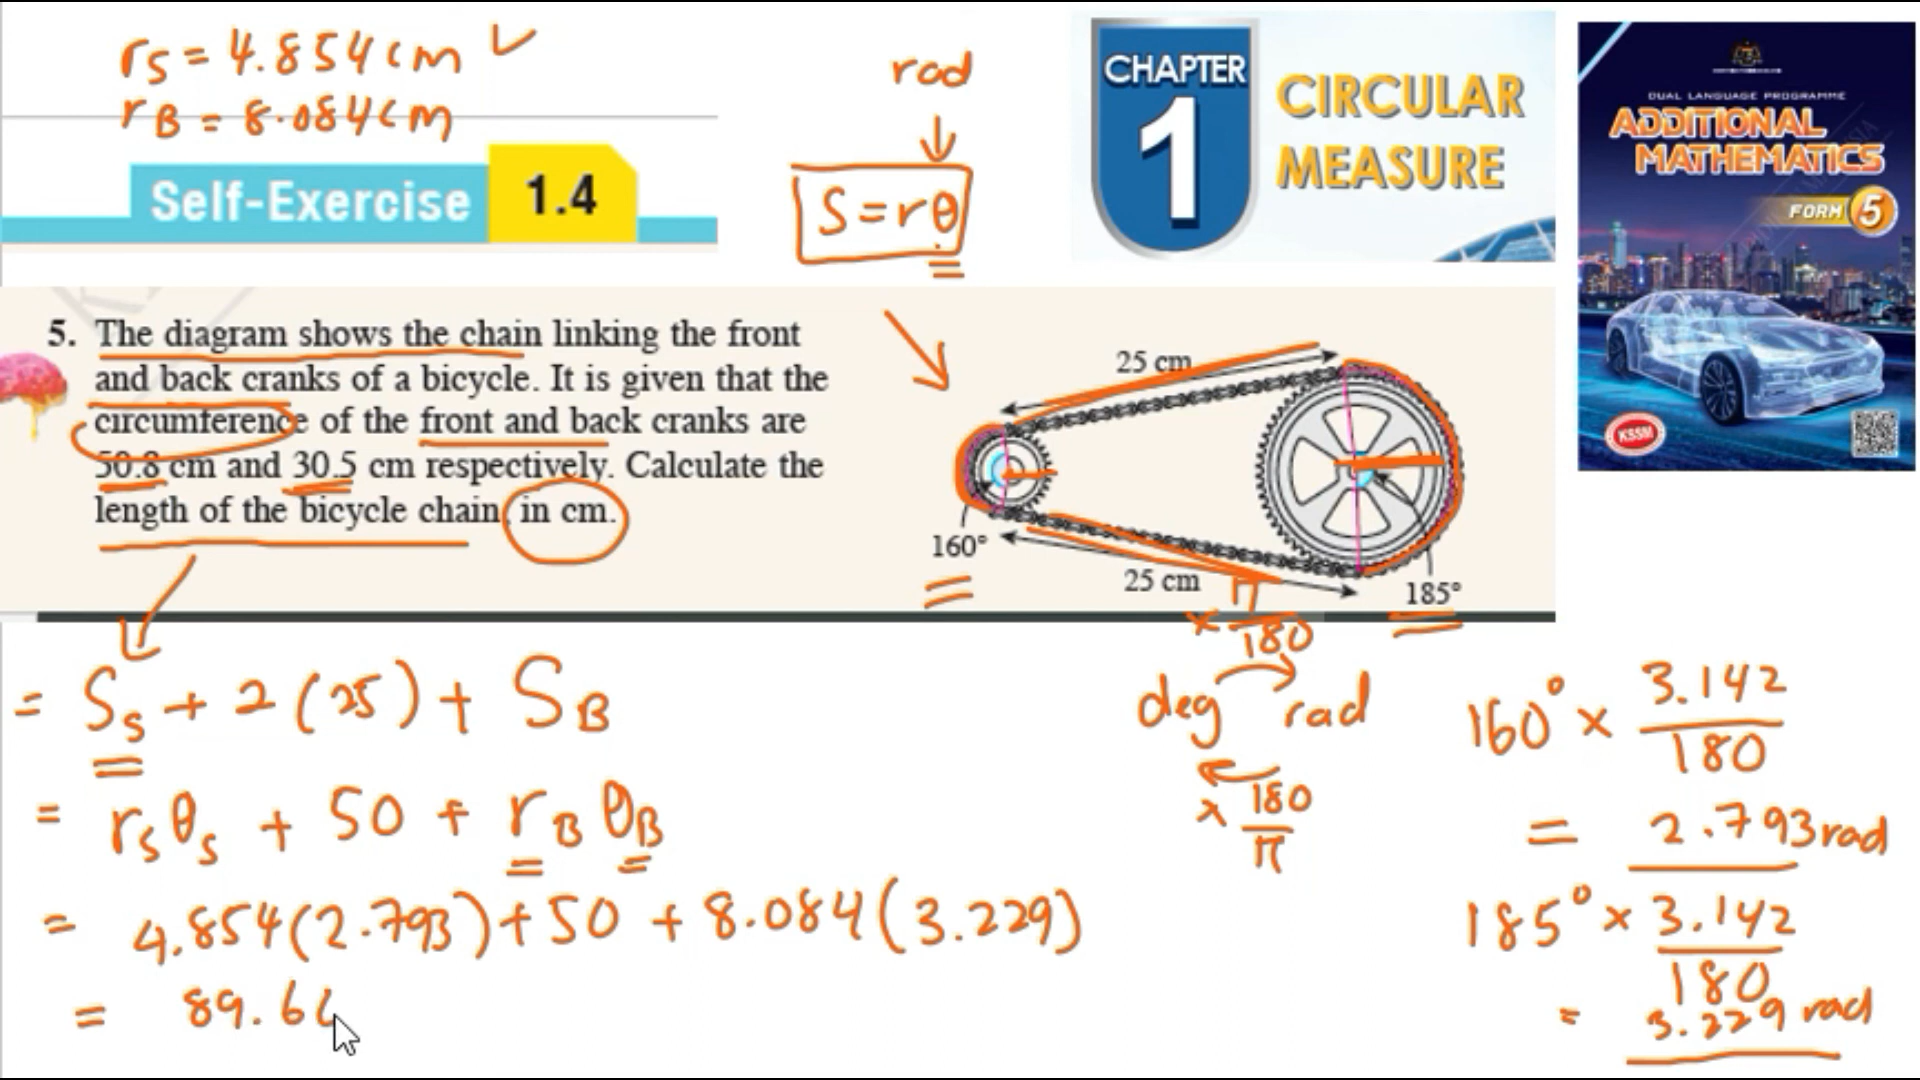 rs = 4.854cm ✓
rB = 8.084cm
Self-Exercise 1.4
rad
S = rθ
CHAPTER
1
CIRCULAR
MEASURE
DUAL LANGUAGE PROGRAMME
ADDITIONAL
MATHEMATICS
FORM 5
KSSM
5. The diagram shows the chain linking the front
and back cranks of a bicycle. It is given that the
circumference of the front and back cranks are
50.8 cm and 30.5 cm respectively. Calculate the
length of the bicycle chain, in cm.
25 cm
160°
25 cm
185°
= Ss + 2(25) + SB
= rsθs + 50 + rBθB
= 4.854(2.793) + 50 + 8.084(3.229)
= 89.66
× π/180
deg rad
× 180/π
160° × 3.142/180
= 2.793 rad
185° × 3.142/180
= 3.229 rad